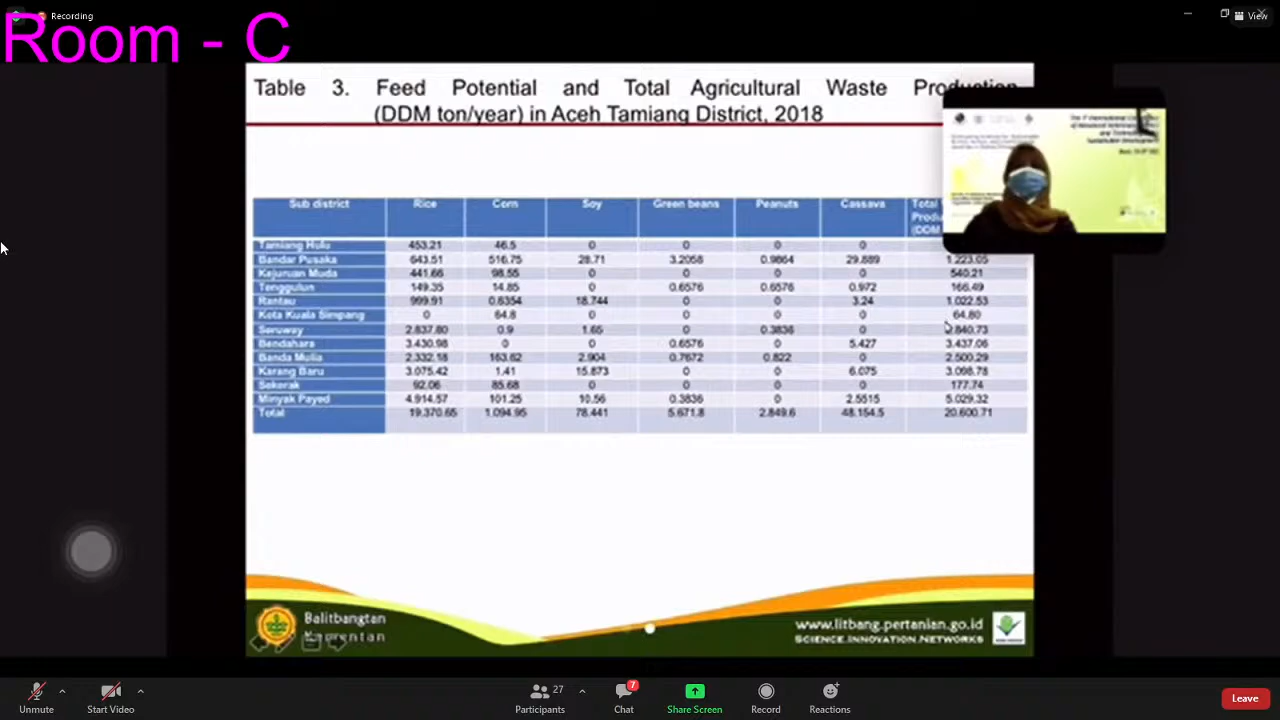 Recording
Room - C
View
Table 3. Feed Potential and Total Agricultural Waste Production
(DDM ton/year) in Aceh Tamiang District, 2018
Sub district Rice Corn Soy Green beans Peanuts Cassava Total
Tamiang Hulu 453.21 46.5 0 0 0 0
Bandar Pusaka 643.51 516.75 28.71 3.2058 0.9864 29.889 1.223.05
Kejuruan Muda 441.66 98.55 0 0 0 0 540.21
Tenggulun 149.35 14.85 0 0.6576 0.6576 0.972 166.49
Rantau 999.91 0.6354 18.744 0 0 3.24 1.022.53
Kota Kuala Simpang 0 64.8 0 0 0 0 64.80
Seruway 2.837.80 0.9 1.65 0 0.3836 0 2.840.73
Bendahara 3.430.98 0 0 0.6576 0 5.427 3.437.06
Banda Mulia 2.332.18 163.62 2.904 0.7672 0.822 0 2.500.29
Karang Baru 3.075.42 1.41 15.873 0 0 6.075 3.098.78
Sekerak 92.06 85.68 0 0 0 0 177.74
Minyak Payed 4.914.57 101.25 10.56 0.3836 0 2.5515 5.029.32
Total 19.370.65 1.094.95 78.441 5.671.8 2.849.6 48.154.5 20.600.71
Balitbangtan
Kementan
www.litbang.pertanian.go.id
SCIENCE.INNOVATION.NETWORKS
Unmute
Start Video
27
Participants
7
Chat
Share Screen
Record
Reactions
Leave